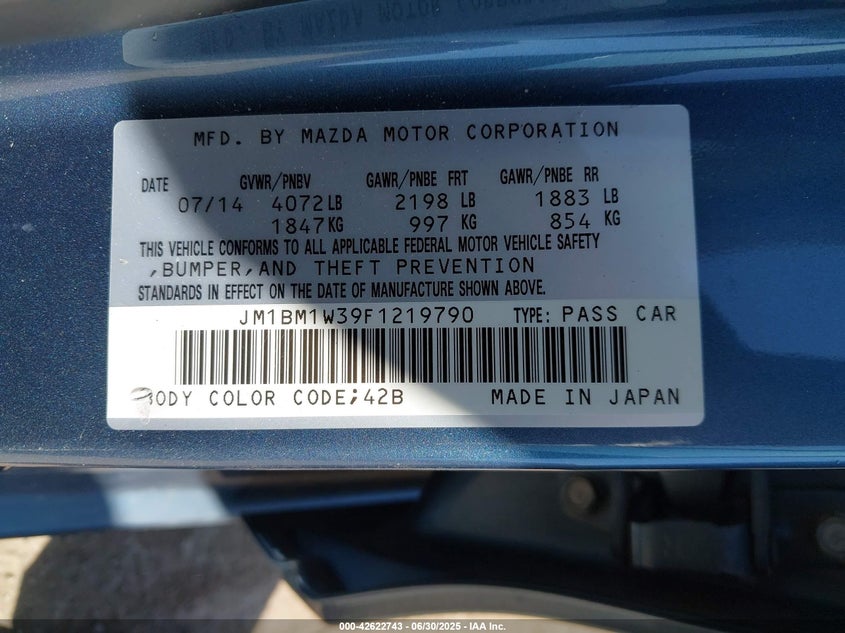 MFD. BY MAZDA MOTOR CORPORATION
DATE GVWR/PNBV GAWR/PNBE FRT GAWR/PNBE RR
07/14 4072LB 2198 LB 1883 LB
1847KG 997 KG 854 KG
THIS VEHICLE CONFORMS TO ALL APPLICABLE FEDERAL MOTOR VEHICLE SAFETY
,BUMPER,AND THEFT PREVENTION
STANDARDS IN EFFECT ON THE DATE OF MANUFACTURE SHOWN ABOVE.
JM1BM1W39F1219790 TYPE: PASS CAR
BODY COLOR CODE;42B MADE IN JAPAN
000-42622743 / 06/30/2025 - IAA Inc.